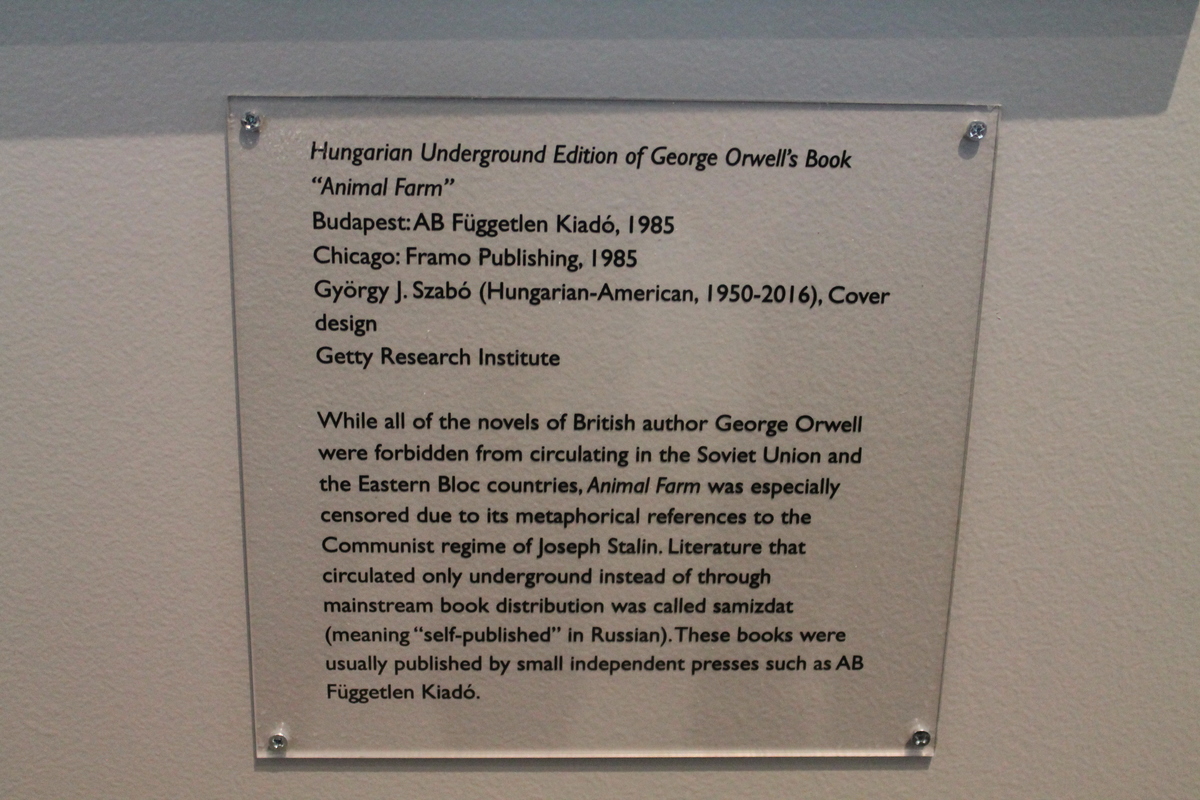 Hungarian Underground Edition of George Orwell's Book
“Animal Farm”
Budapest: AB Független Kiadó, 1985
Chicago: Framo Publishing, 1985
György J. Szabó (Hungarian-American, 1950-2016), Cover
design
Getty Research Institute
While all of the novels of British author George Orwell
were forbidden from circulating in the Soviet Union and
the Eastern Bloc countries, Animal Farm was especially
censored due to its metaphorical references to the
Communist regime of Joseph Stalin. Literature that
circulated only underground instead of through
mainstream book distribution was called samizdat
(meaning “self-published” in Russian). These books were
usually published by small independent presses such as AB
Független Kiadó.